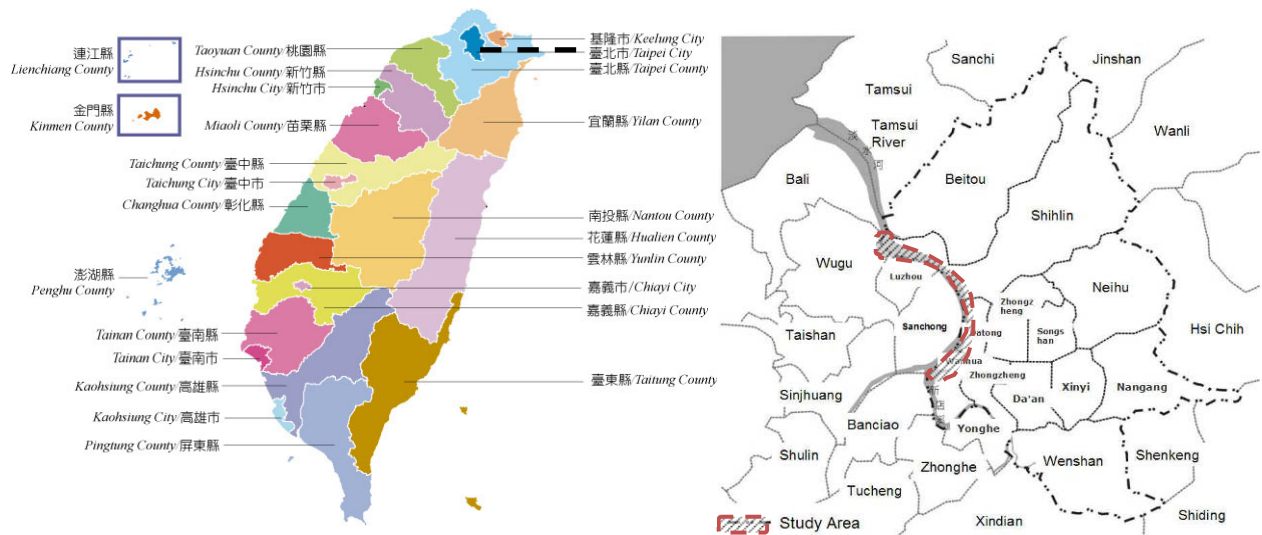 連江縣
Lienchiang County
金門縣
Kinmen County
澎湖縣
Penghu County
Taoyuan County/桃園縣
Hsinchu County/新竹縣
Hsinchu City/新竹市
Miaoli County/苗栗縣
Taichung County/臺中縣
Taichung City/臺中市
Changhua County/彰化縣
Tainan County/臺南縣
Tainan City/臺南市
Kaohsiung County/高雄縣
Kaohsiung City/高雄市
Pingtung County/屏東縣
基隆市/Keelung City
臺北市/Taipei City
臺北縣/Taipei County
宜蘭縣/Yilan County
南投縣/Nantou County
花蓮縣/Hualien County
雲林縣/Yunlin County
嘉義市/Chiayi City
嘉義縣/Chiayi County
臺東縣/Taitung County
Sanchi
Jinshan
Tamsui
Tamsui
River
淡水河
Wanli
Bali
Beitou
Shihlin
Wugu
Luzhou
Neihu
Zhongz
heng
Taishan
Sanchong
Datong
Songs
han
Hsi Chih
Wanhua
Zhongzheng
Sinjhuang
Da'an
Xinyi
Nangang
Banciao
Yonghe
Shulin
Zhonghe
Wenshan
Shenkeng
Tucheng
Xindian
Shiding
Study Area